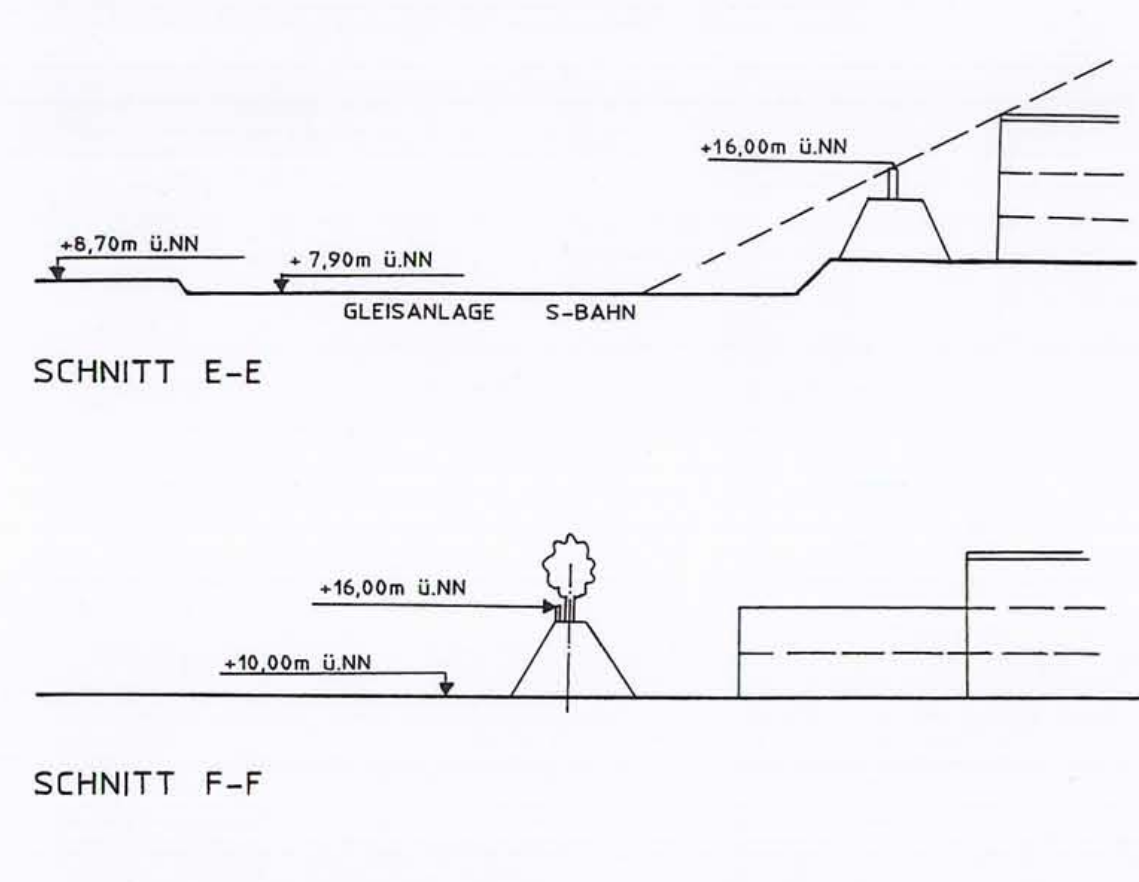 +16,00m ü.NN
+8,70m ü.NN
+ 7,90m ü.NN
GLEISANLAGE S-BAHN
SCHNITT E-E
+16,00m ü.NN
+10,00m ü.NN
SCHNITT F-F